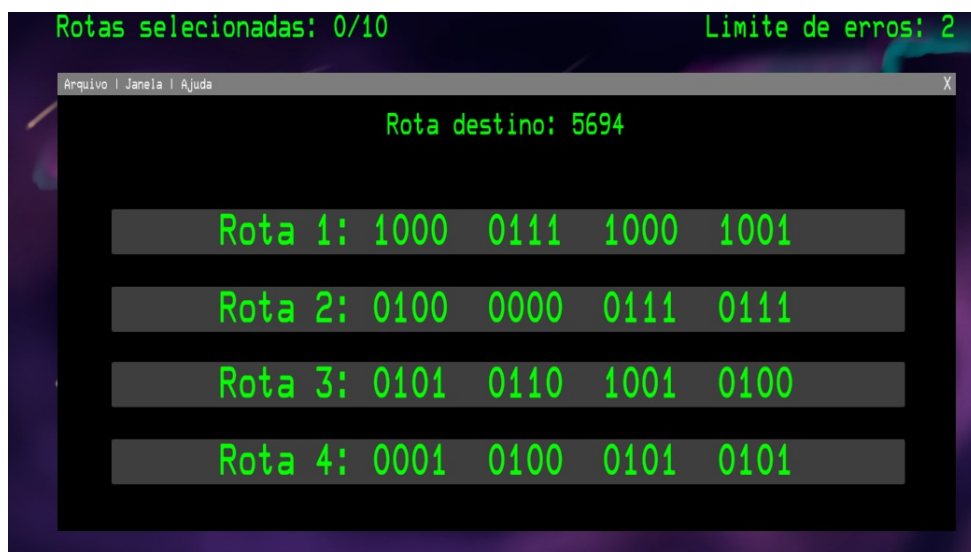 Rotas selecionadas: 0/10 Limite de erros: 2
Arquivo | Janela | Ajuda X
Rota destino: 5694
Rota 1: 1000 0111 1000 1001
Rota 2: 0100 0000 0111 0111
Rota 3: 0101 0110 1001 0100
Rota 4: 0001 0100 0101 0101